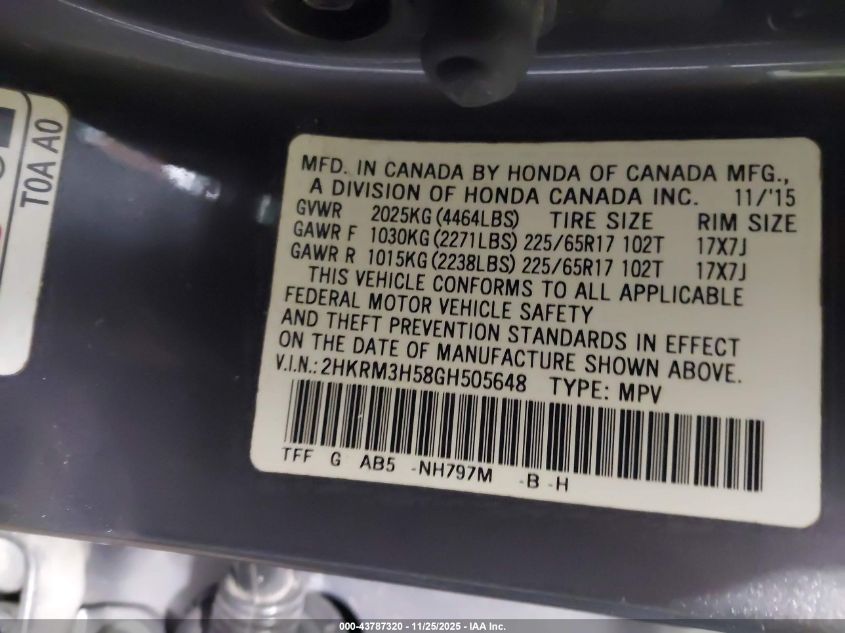 TOA AO
MFD. IN CANADA BY HONDA OF CANADA MFG.,
A DIVISION OF HONDA CANADA INC. 11/'15
GVWR 2025KG (4464LBS) TIRE SIZE RIM SIZE
GAWR F 1030KG (2271LBS) 225/65R17 102T 17X7J
GAWR R 1015KG (2238LBS) 225/65R17 102T 17X7J
THIS VEHICLE CONFORMS TO ALL APPLICABLE
FEDERAL MOTOR VEHICLE SAFETY
AND THEFT PREVENTION STANDARDS IN EFFECT
ON THE DATE OF MANUFACTURE SHOWN ABOVE.
V.I.N.: 2HKRM3H58GH505648 TYPE: MPV
TFF G AB5 -NH797M -B -H
000-43787320 - 11/25/2025 - IAA Inc.